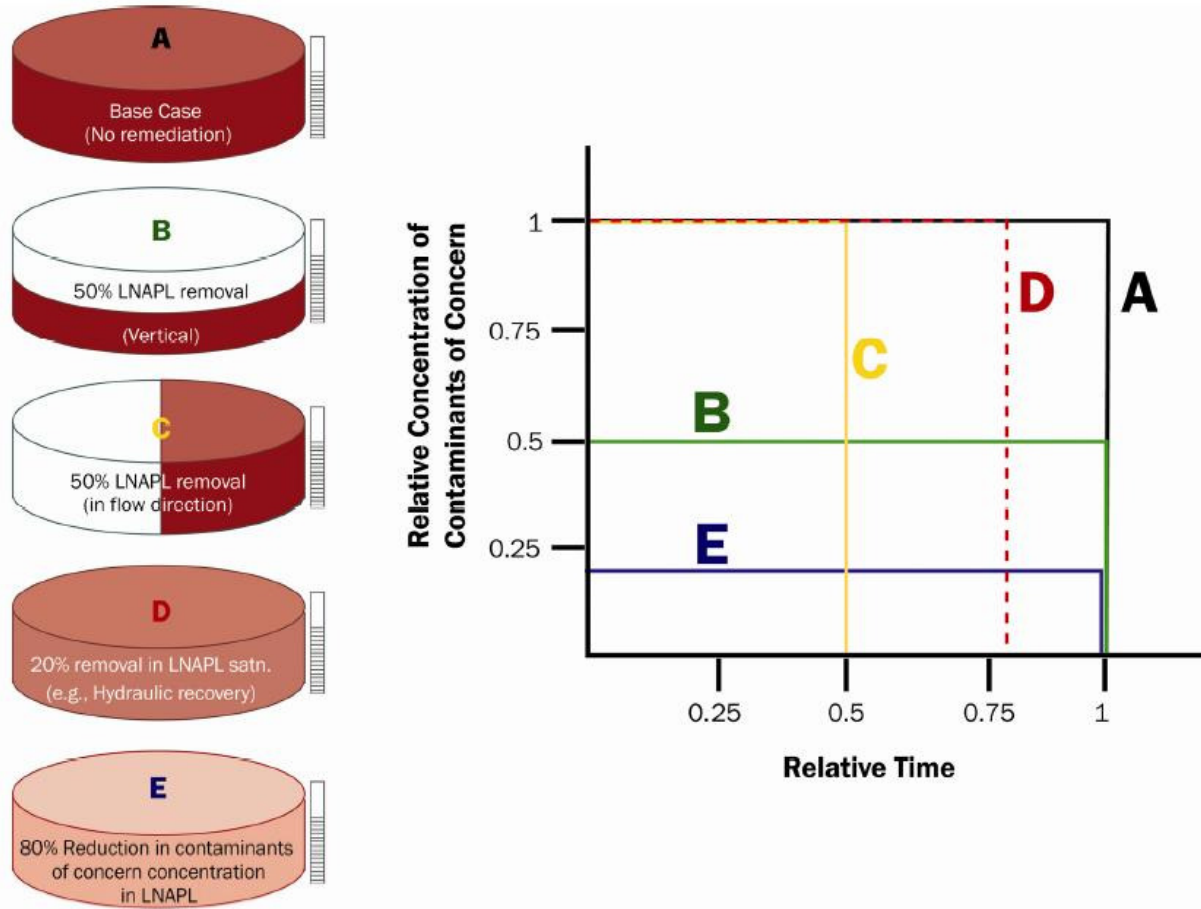 A
Base Case
(No remediation)
B
50% LNAPL removal
(Vertical)
C
50% LNAPL removal
(in flow direction)
D
20% removal in LNAPL satn.
(e.g., Hydraulic recovery)
E
80% Reduction in contaminants
of concern concentration
in LNAPL
Relative Concentration of
Contaminants of Concern
1
0.75
0.5
0.25
B
E
C
D
A
0.25
0.5
0.75
1
Relative Time